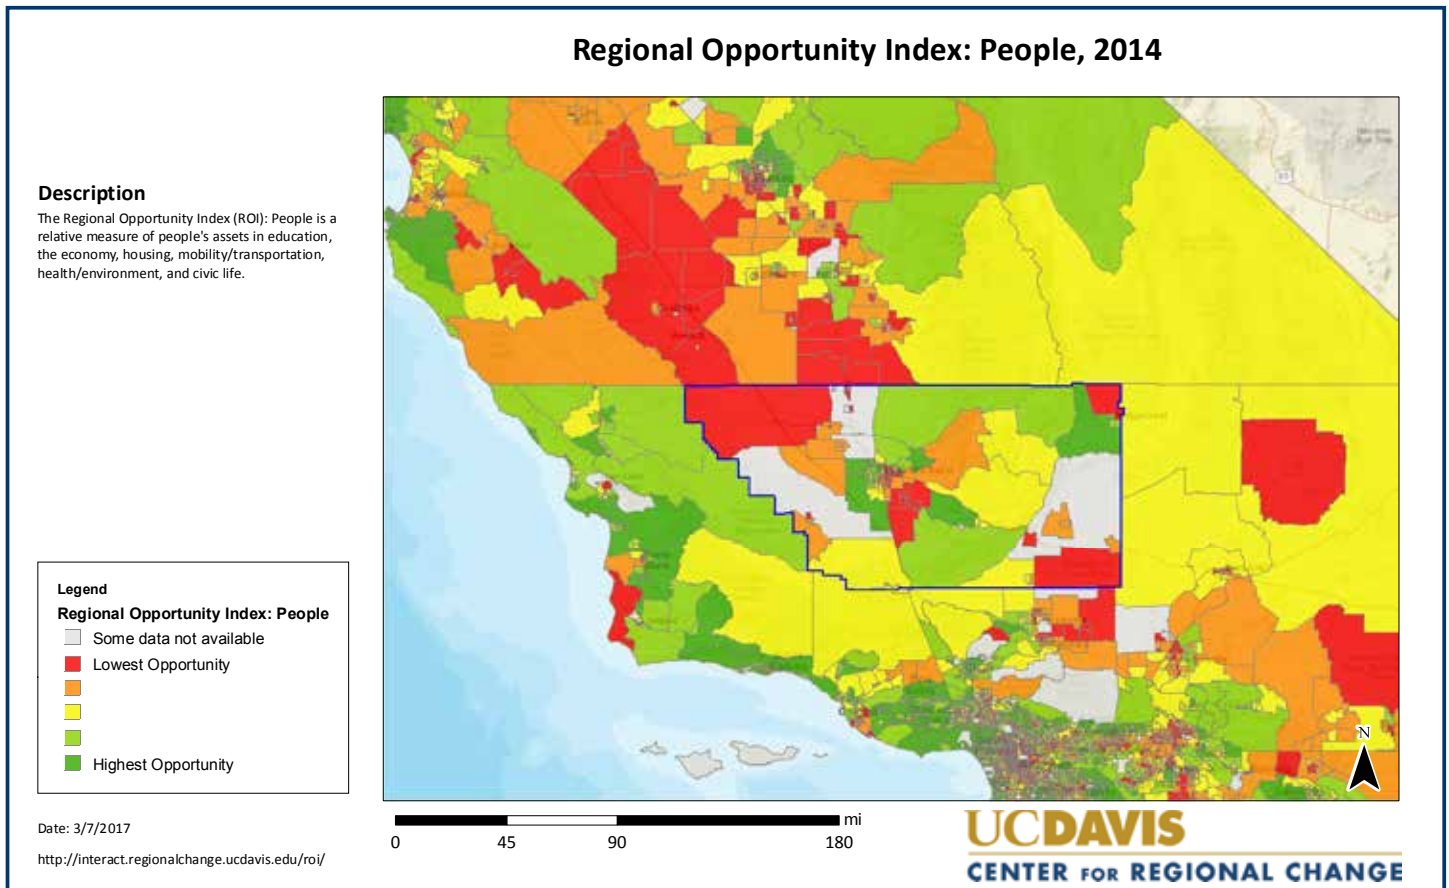 Regional Opportunity Index: People, 2014
Description
The Regional Opportunity Index (ROI): People is a
relative measure of people's assets in education,
the economy, housing, mobility/transportation,
health/environment, and civic life.
Legend
Regional Opportunity Index: People
Some data not available
Lowest Opportunity
Highest Opportunity
N
Date: 3/7/2017
http://interact.regionalchange.ucdavis.edu/roi/
mi
0 45 90 180
UCDAVIS
CENTER FOR REGIONAL CHANGE